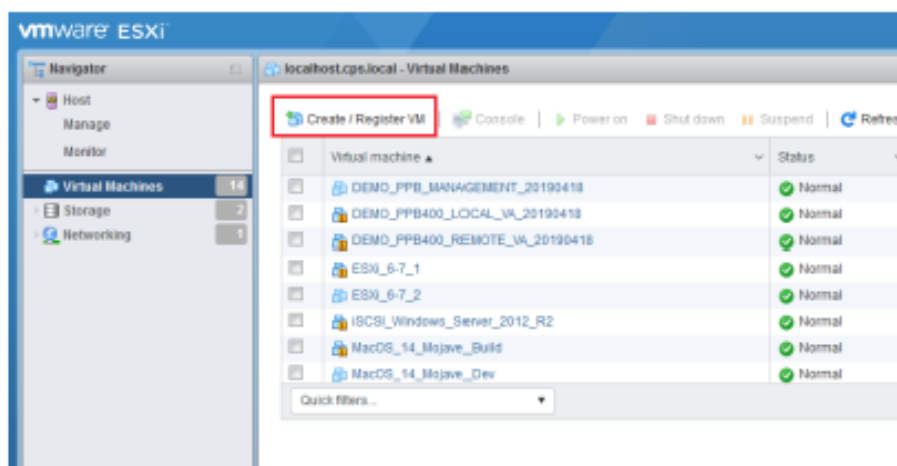 vmware ESXi
Navigator
localhost.cps.local - Virtual Machines
Host
Manage
Monitor
Virtual Machines 14
Storage 2
Networking 1
Create / Register VM | Console | Power on Shut down Suspend | Refres
Virtual machine Status
DEMO_PPB_MANAGEMENT_20190418 Normal
DEMO_PPB400_LOCAL_VA_20190418 Normal
DEMO_PPB400_REMOTE_VA_20190418 Normal
ESXi_6-7_1 Normal
ESXi_6-7_2 Normal
iSCSI_Windows_Server_2012_R2 Normal
MacOS_14_Mojave_Build Normal
MacOS_14_Mojave_Dev Normal
Quick filters...